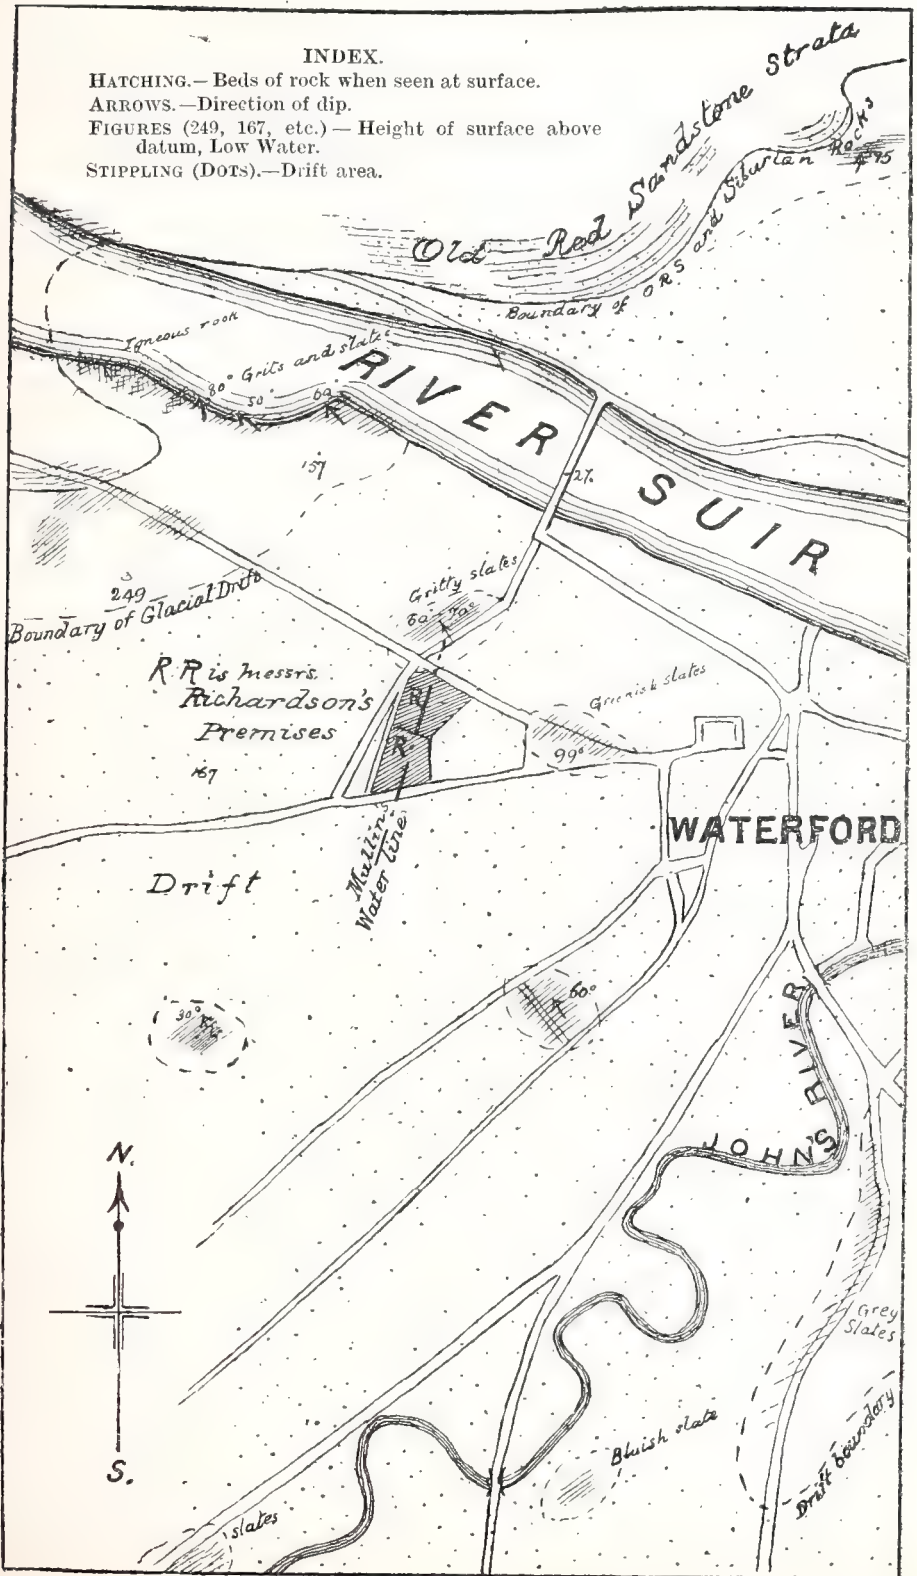 INDEX.
HATCHING.—Beds of rock when seen at surface.
ARROWS.—Direction of dip.
FIGURES (249, 167, etc.)—Height of surface above
datum, Low Water.
STIPPLING (DOTS).—Drift area.
Old Red Sandstone Strata
Boundary of ORS and Silurian Rocks
95
Igneous rock
80° Grits and slates
50°
60
RIVER SUIR
157
27.
249
Boundary of Glacial Drift
Gritty slates
60 - 70°
R R is Messrs.
Richardson's
Premises
167
R
R.
Greenish slates
99
Mullins
Water line
WATERFORD
Drift
30°
60°
JOHN'S RIVER
N.
S.
Grey
Slates
Bluish slate
Drift boundary
slates